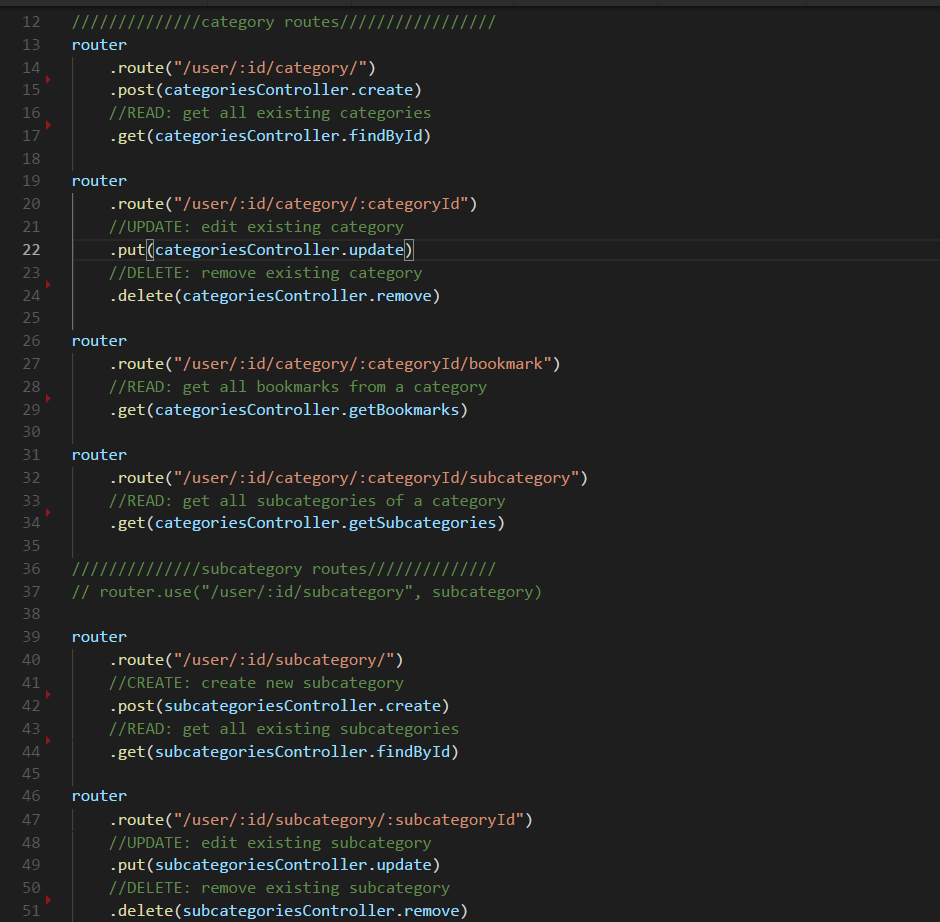 12 //////////////category routes/////////////////
13 router
14     .route("/user/:id/category/")
15     .post(categoriesController.create)
16     //READ: get all existing categories
17     .get(categoriesController.findById)
18
19 router
20     .route("/user/:id/category/:categoryId")
21     //UPDATE: edit existing category
22     .put(categoriesController.update)
23     //DELETE: remove existing category
24     .delete(categoriesController.remove)
25
26 router
27     .route("/user/:id/category/:categoryId/bookmark")
28     //READ: get all bookmarks from a category
29     .get(categoriesController.getBookmarks)
30
31 router
32     .route("/user/:id/category/:categoryId/subcategory")
33     //READ: get all subcategories of a category
34     .get(categoriesController.getSubcategories)
35
36 //////////////subcategory routes//////////////
37 // router.use("/user/:id/subcategory", subcategory)
38
39 router
40     .route("/user/:id/subcategory/")
41     //CREATE: create new subcategory
42     .post(subcategoriesController.create)
43     //READ: get all existing subcategories
44     .get(subcategoriesController.findById)
45
46 router
47     .route("/user/:id/subcategory/:subcategoryId")
48     //UPDATE: edit existing subcategory
49     .put(subcategoriesController.update)
50     //DELETE: remove existing subcategory
51     .delete(subcategoriesController.remove)